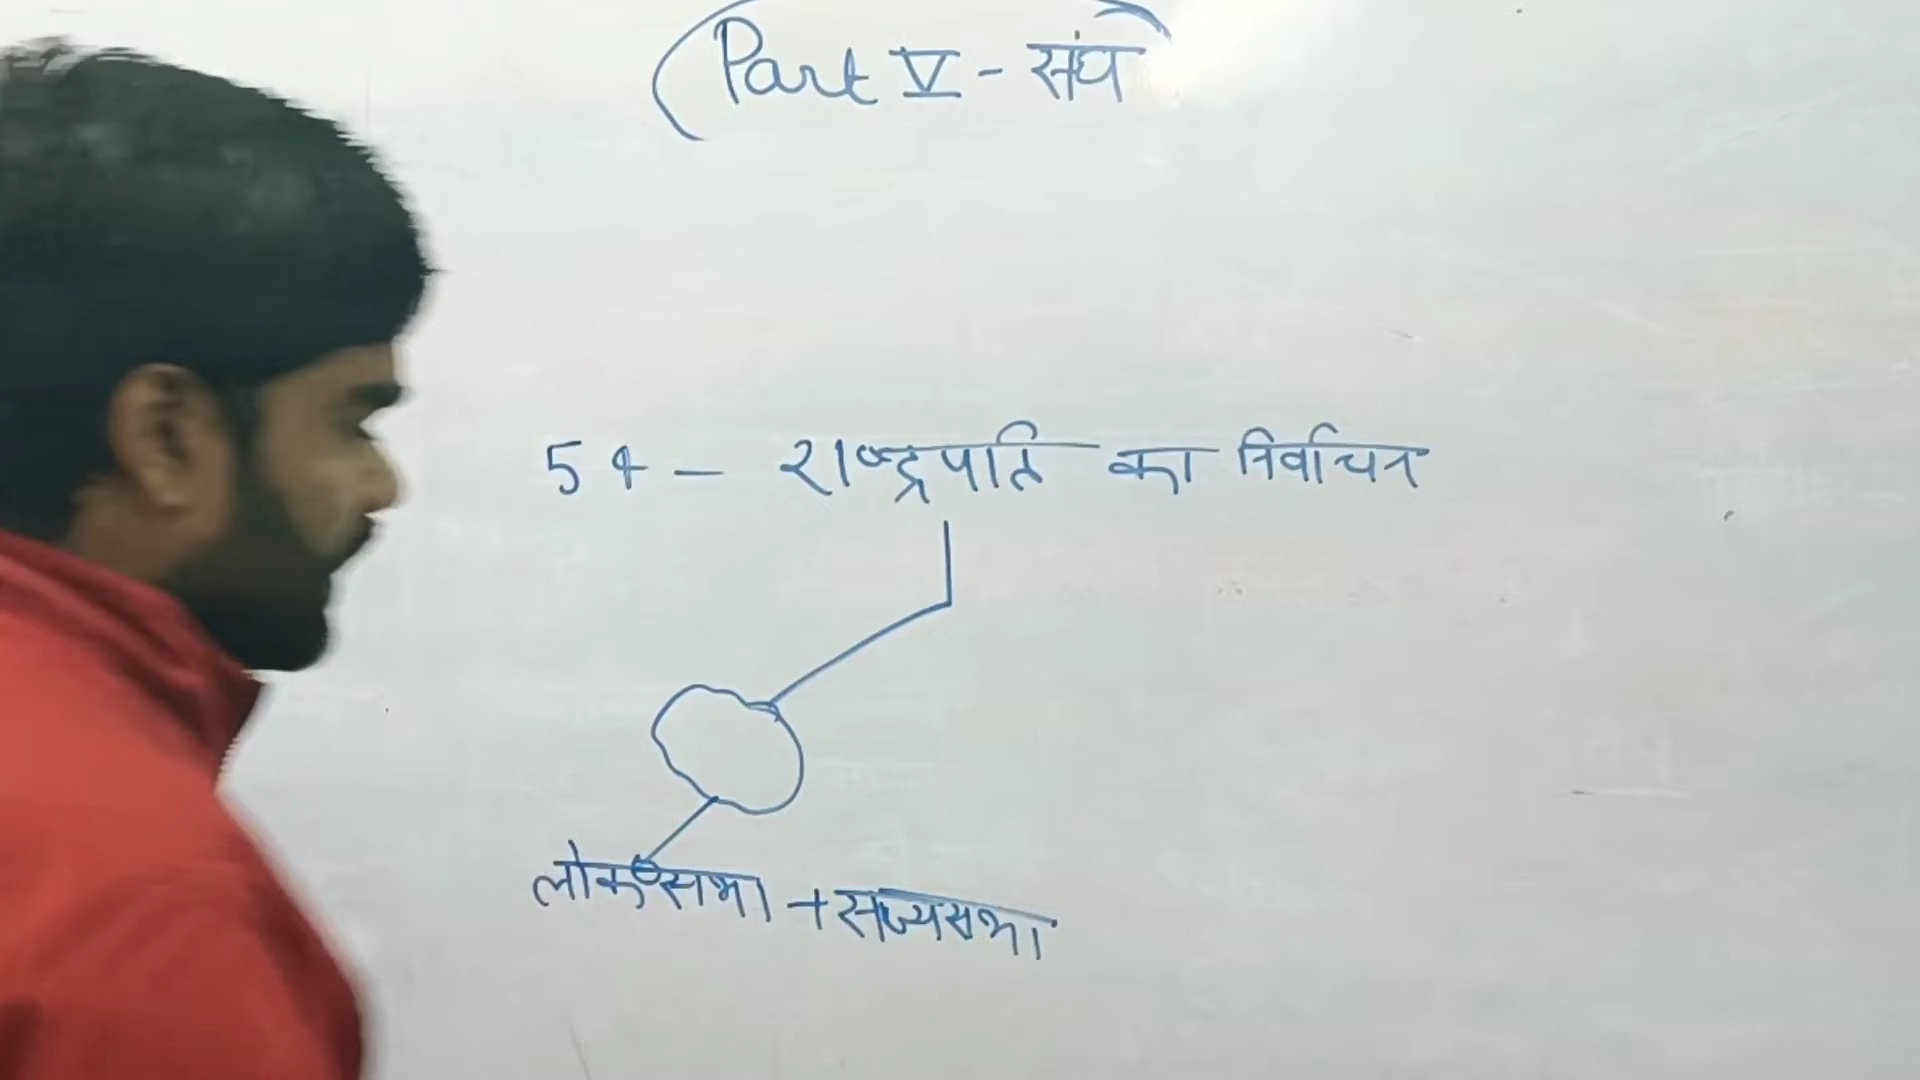 Part V - संघ
54 - राष्ट्रपति का निर्वाचन
लोकसभा + राज्यसभा